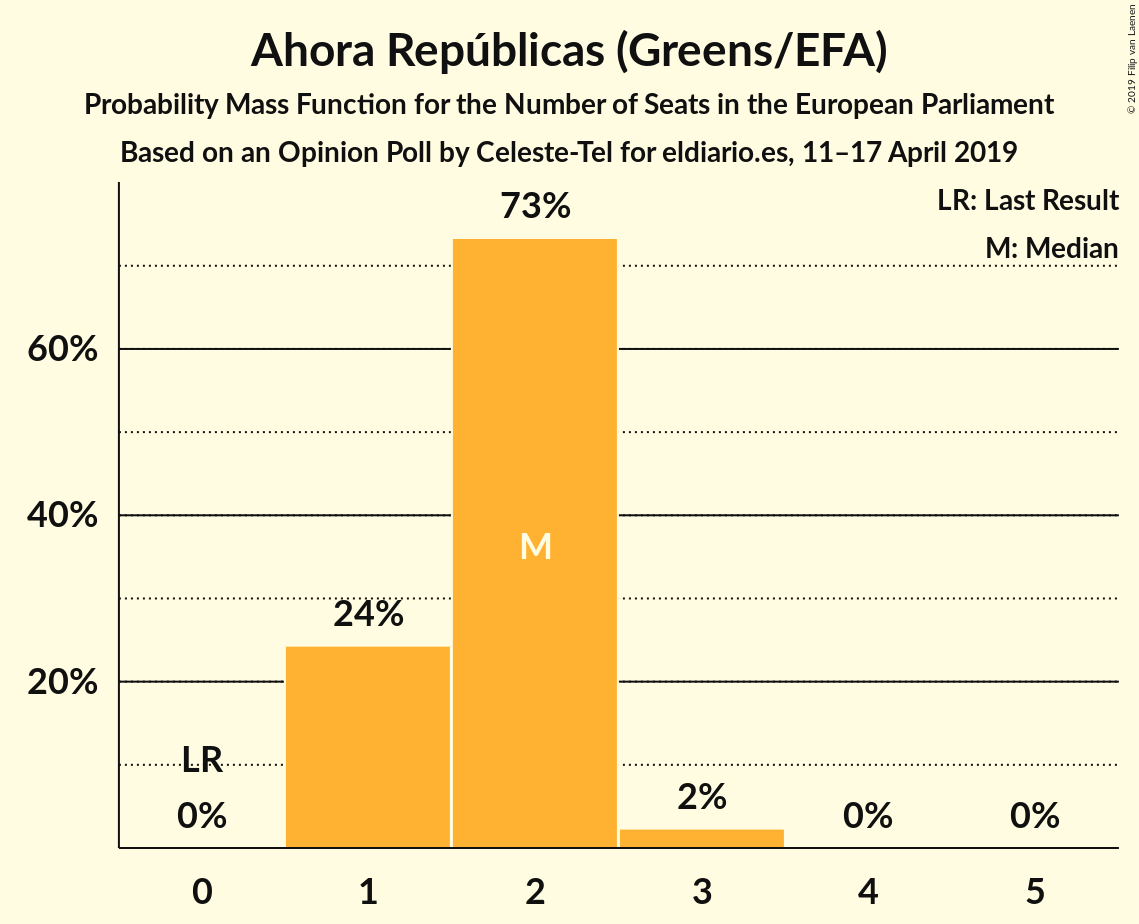 Ahora Repúblicas (Greens/EFA)
Probability Mass Function for the Number of Seats in the European Parliament
Based on an Opinion Poll by Celeste-Tel for eldiario.es, 11–17 April 2019
© 2019 Filip van Laenen
LR: Last Result
M: Median
73%
60%
40%
M
24%
20%
LR
0%
2%
0%
0%
0 1 2 3 4 5